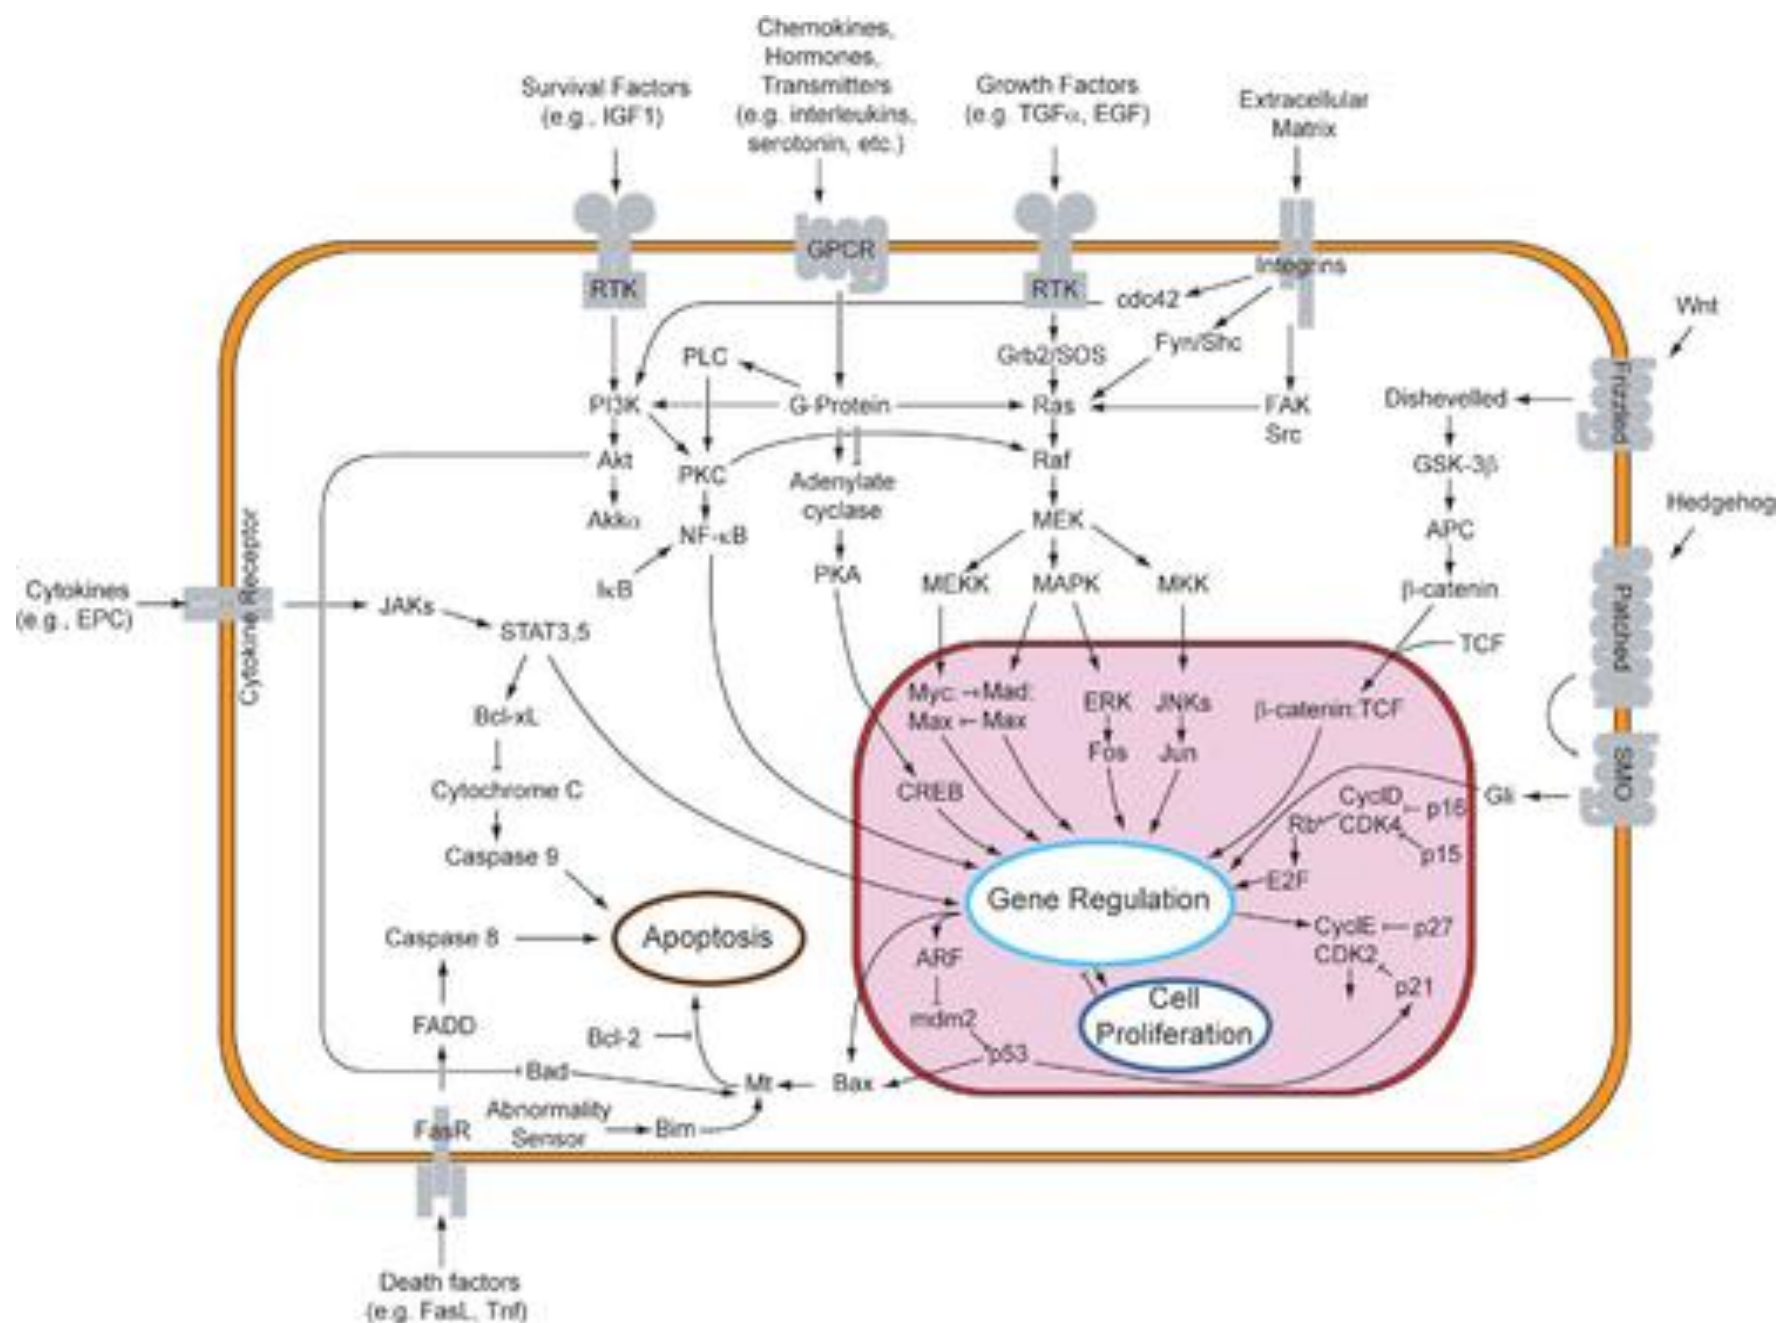 Chemokines,
Hormones,
Transmitters
(e.g. interleukins,
serotonin, etc.)
Survival Factors
(e.g., IGF1)
Growth Factors
(e.g. TGFα, EGF)
Extracellular
Matrix
GPCR
RTK
RTK
Integrins
cdc42
Wnt
PLC
Grb2/SOS
Fyn/Shc
Frizzled
PI3K
G-Protein
Ras
FAK
Src
Dishevelled
Akt
PKC
Raf
GSK-3β
Adenylate
cyclase
Hedgehog
Akkα
NF-κB
MEK
APC
IκB
PKA
MEKK
MAPK
MKK
β-catenin
Cytokines
(e.g., EPC)
Cytokine Receptor
JAKs
STAT3,5
TCF
Patched
Myc: → Mad:
Max ← Max
ERK
JNKs
β-catenin:TCF
Bcl-xL
Fos
Jun
Cytochrome C
CREB
CyclD
CDK4
p16
p15
Rb
Gli
SMO
Caspase 9
E2F
Gene Regulation
Caspase 8
Apoptosis
CyclE
CDK2
p27
p21
ARF
FADD
Bcl-2
mdm2
Cell
Proliferation
p53
Bad
Mt
Bax
Abnormality
Sensor
Bim
FasR
Death factors
(e.g. FasL, Tnf)